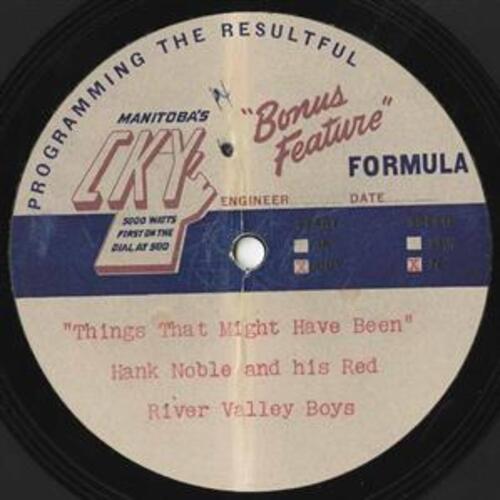 PROGRAMMING THE RESULTFUL
"Bonus
Feature"
FORMULA
MANITOBA'S
CKY
5000 WATTS
FIRST ON THE
DIAL AT 580
ENGINEER DATE
"Things That Might Have Been"
Hank Noble and his Red
River Valley Boys